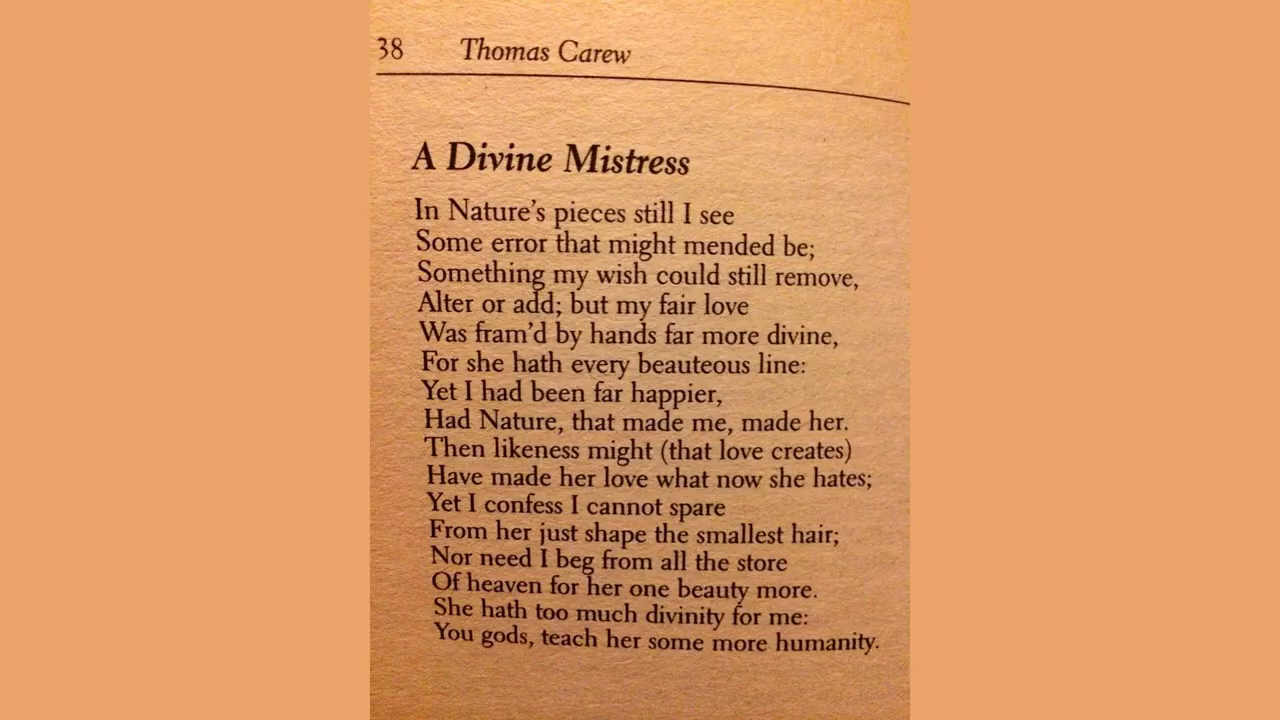 38 Thomas Carew
A Divine Mistress
In Nature's pieces still I see
Some error that might mended be;
Something my wish could still remove,
Alter or add; but my fair love
Was fram'd by hands far more divine,
For she hath every beauteous line:
Yet I had been far happier,
Had Nature, that made me, made her.
Then likeness might (that love creates)
Have made her love what now she hates;
Yet I confess I cannot spare
From her just shape the smallest hair;
Nor need I beg from all the store
Of heaven for her one beauty more.
She hath too much divinity for me:
You gods, teach her some more humanity.